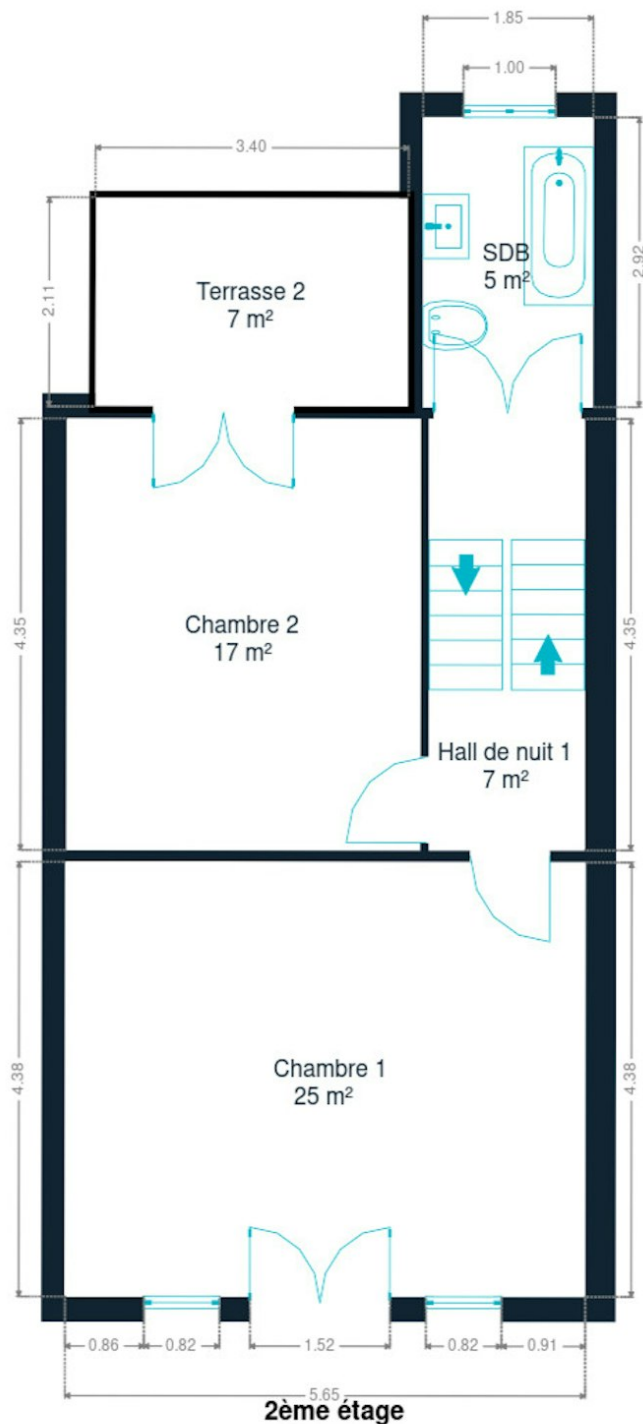 1.85
1.00
3.40
2.11
2.92
SDB
5 m²
Terrasse 2
7 m²
4.35
4.35
Chambre 2
17 m²
Hall de nuit 1
7 m²
4.38
4.38
Chambre 1
25 m²
0.86
0.82
1.52
0.82
0.91
5.65
2ème étage